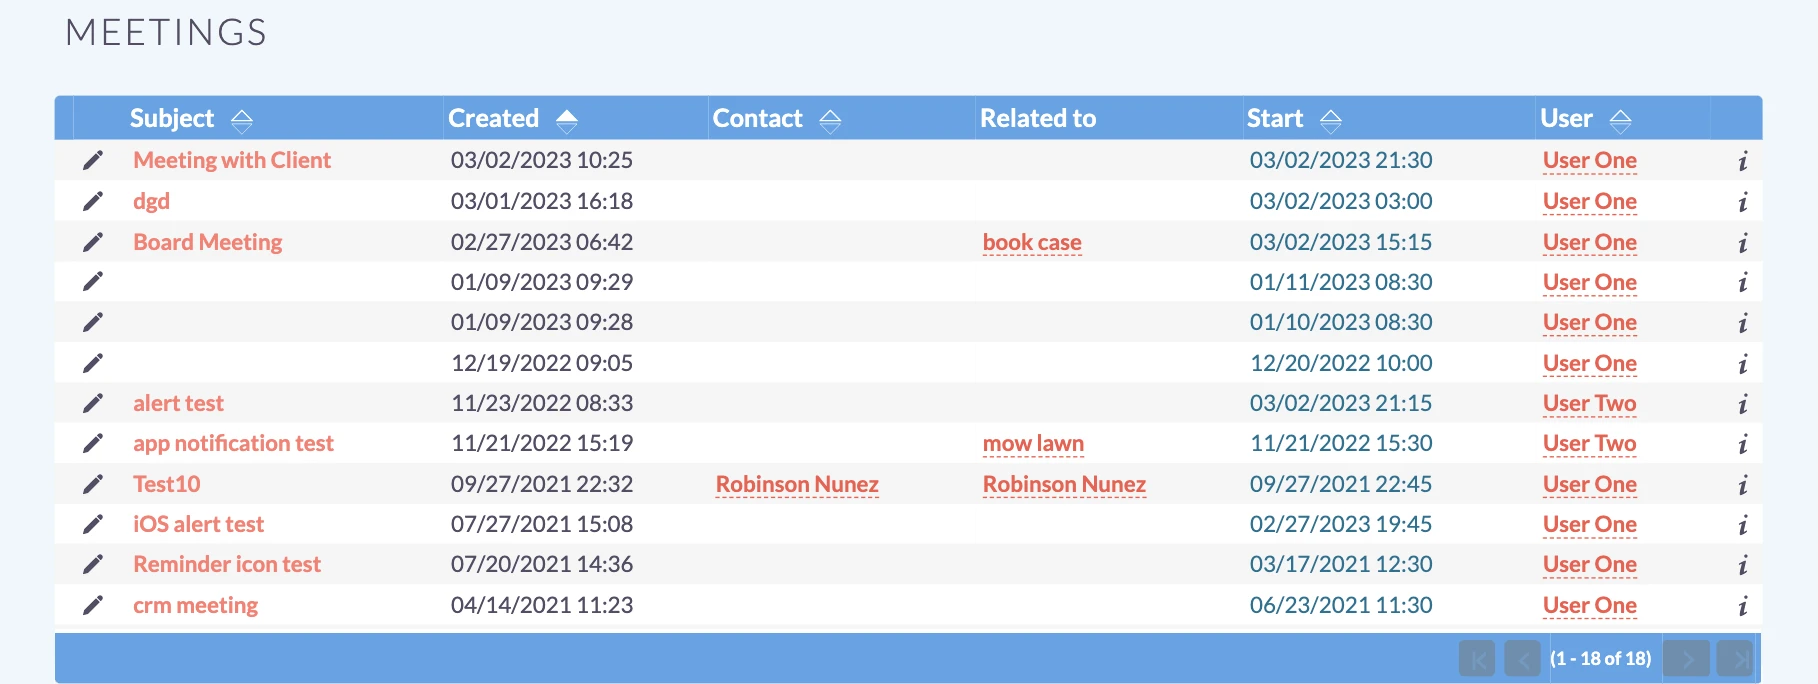 MEETINGS
Subject Created Contact Related to Start User
Meeting with Client 03/02/2023 10:25 03/02/2023 21:30 User One i
dgd 03/01/2023 16:18 03/02/2023 03:00 User One i
Board Meeting 02/27/2023 06:42 book case 03/02/2023 15:15 User One i
01/09/2023 09:29 01/11/2023 08:30 User One i
01/09/2023 09:28 01/10/2023 08:30 User One i
12/19/2022 09:05 12/20/2022 10:00 User One i
alert test 11/23/2022 08:33 03/02/2023 21:15 User Two i
app notification test 11/21/2022 15:19 mow lawn 11/21/2022 15:30 User Two i
Test10 09/27/2021 22:32 Robinson Nunez Robinson Nunez 09/27/2021 22:45 User One i
iOS alert test 07/27/2021 15:08 02/27/2023 19:45 User One i
Reminder icon test 07/20/2021 14:36 03/17/2021 12:30 User One i
crm meeting 04/14/2021 11:23 06/23/2021 11:30 User One i
(1 - 18 of 18)